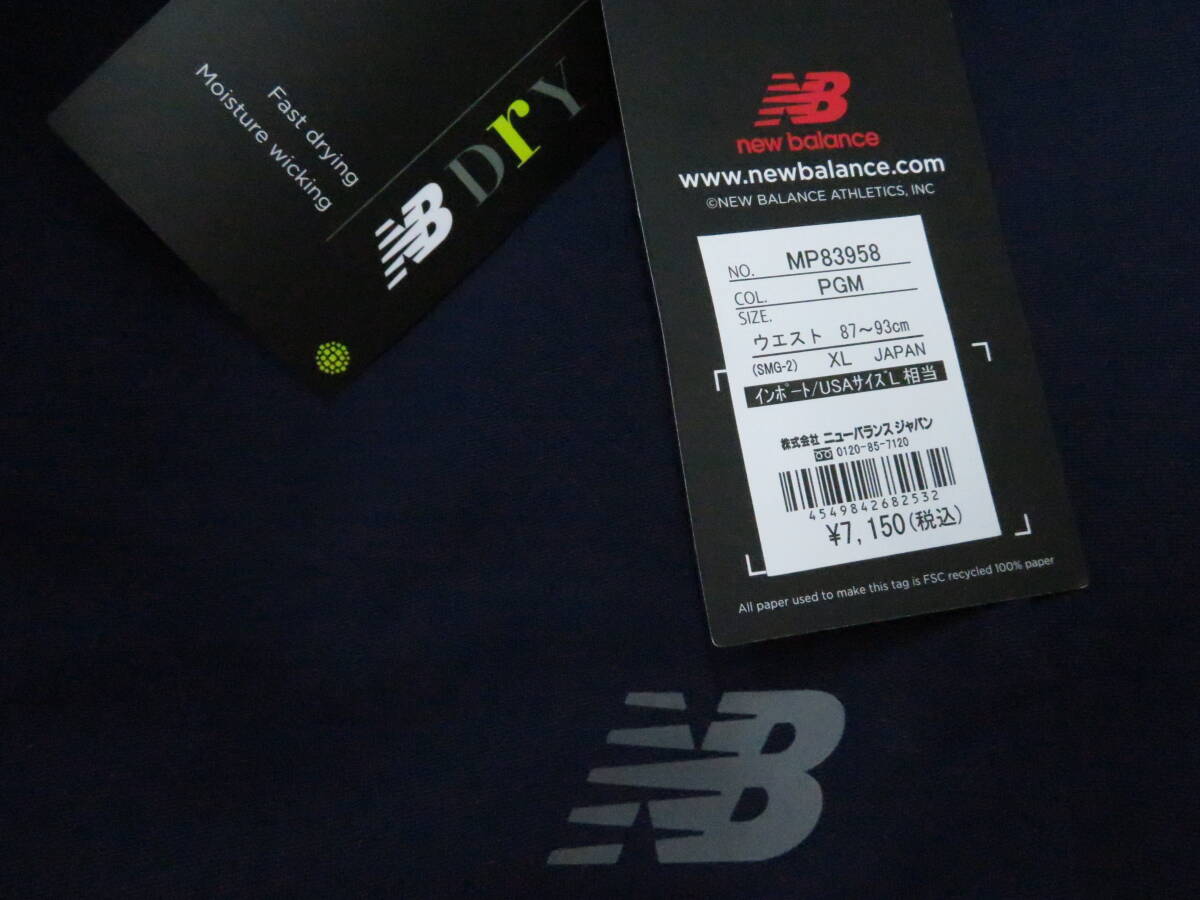 Fast drying
Moisture wicking
NB DrY
NB
new balance
www.newbalance.com
©NEW BALANCE ATHLETICS, INC
NO. MP83958
COL. PGM
SIZE.
ウエスト 87～93cm
(SMG-2) XL JAPAN
インポート/USAサイズL 相当
株式会社 ニューバランス ジャパン
0120-85-7120
4549842682532
¥7,150(税込)
All paper used to make this tag is FSC recycled 100% paper
NB